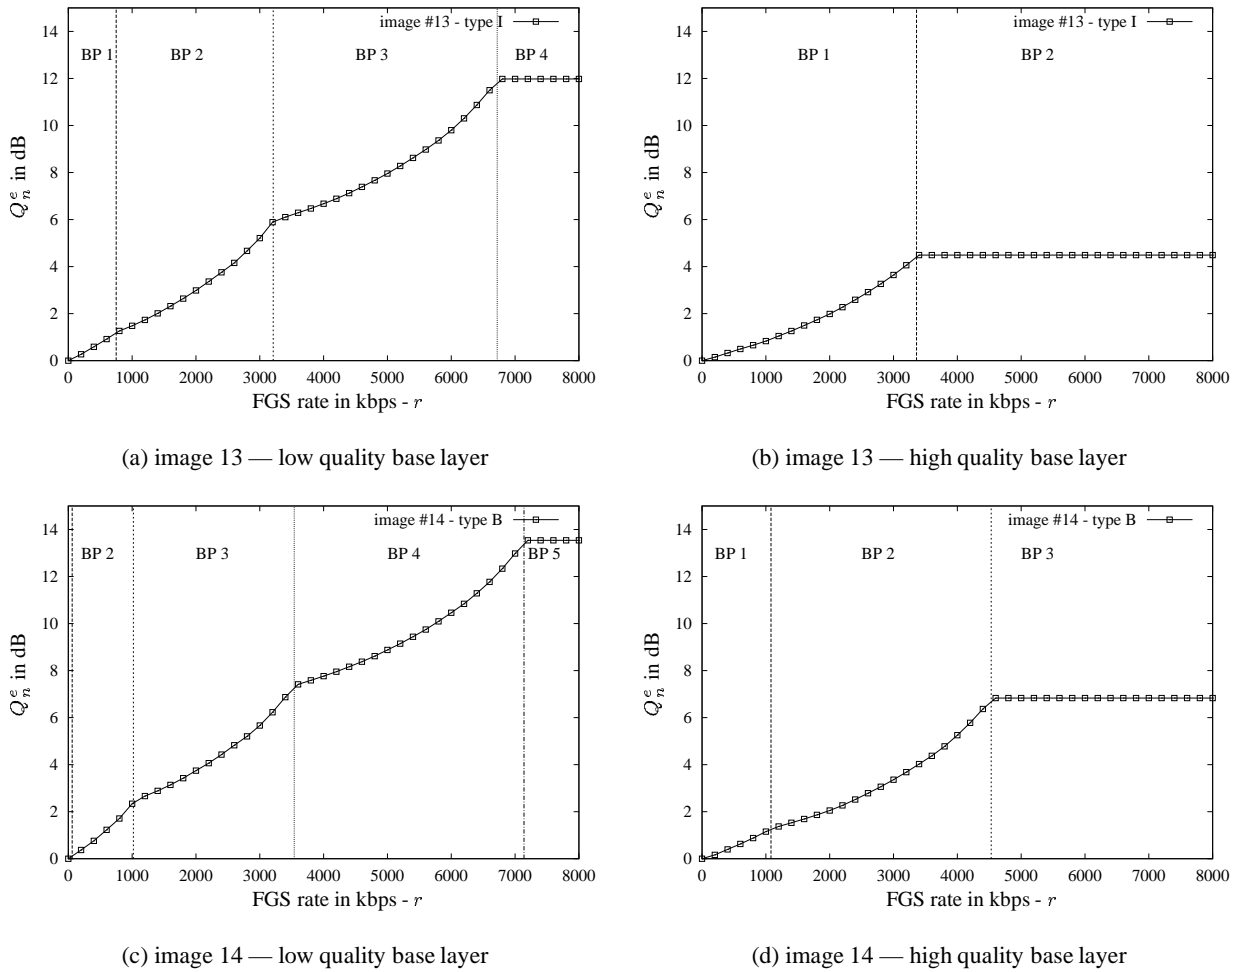 image #13 - type I
BP 1
BP 2
BP 3
BP 4
14
12
10
8
6
4
2
0
Q_n^e in dB
0 1000 2000 3000 4000 5000 6000 7000 8000
FGS rate in kbps - r
(a) image 13 — low quality base layer
image #13 - type I
BP 1
BP 2
14
12
10
8
6
4
2
0
Q_n^e in dB
0 1000 2000 3000 4000 5000 6000 7000 8000
FGS rate in kbps - r
(b) image 13 — high quality base layer
image #14 - type B
BP 2
BP 3
BP 4
BP 5
14
12
10
8
6
4
2
0
Q_n^e in dB
0 1000 2000 3000 4000 5000 6000 7000 8000
FGS rate in kbps - r
(c) image 14 — low quality base layer
image #14 - type B
BP 1
BP 2
BP 3
14
12
10
8
6
4
2
0
Q_n^e in dB
0 1000 2000 3000 4000 5000 6000 7000 8000
FGS rate in kbps - r
(d) image 14 — high quality base layer